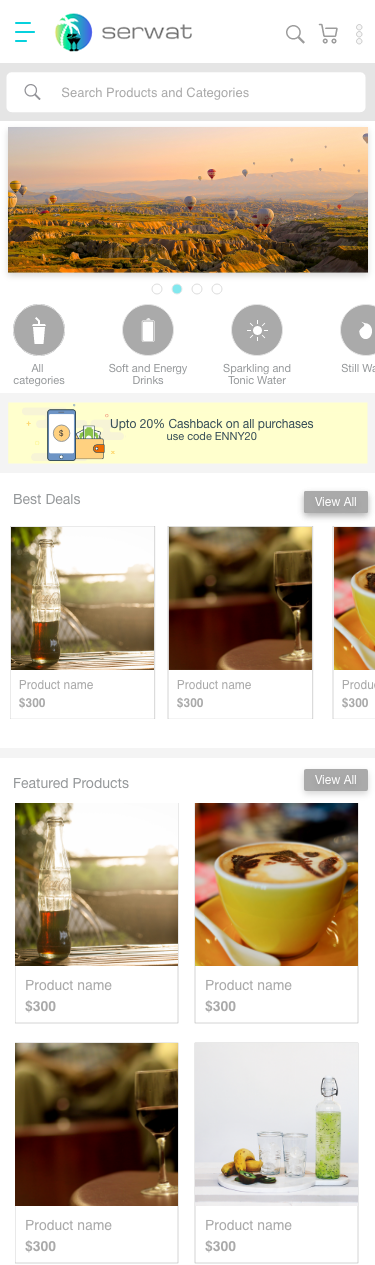 serwat
Search Products and Categories
All
categories
Soft and Energy
Drinks
Sparkling and
Tonic Water
Still Wa
$
Upto 20% Cashback on all purchases
use code ENNY20
Best Deals
View All
Product name
$300
Product name
$300
Produ
$300
Featured Products
View All
Product name
$300
Product name
$300
Product name
$300
Product name
$300